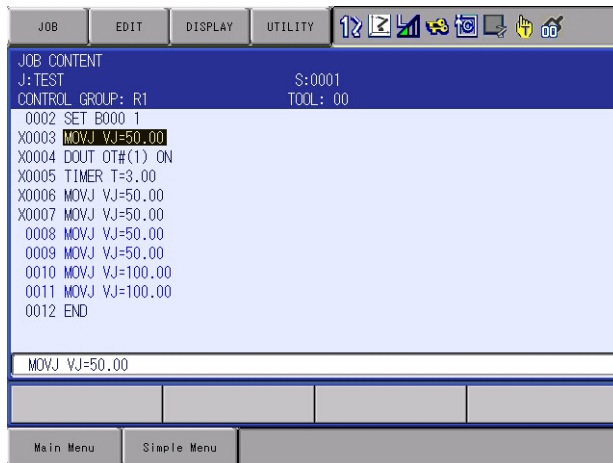 JOB EDIT DISPLAY UTILITY
JOB CONTENT
J:TEST S:0001
CONTROL GROUP: R1 TOOL: 00
0002 SET B000 1
X0003 MOVJ VJ=50.00
X0004 DOUT OT#(1) ON
X0005 TIMER T=3.00
X0006 MOVJ VJ=50.00
X0007 MOVJ VJ=50.00
0008 MOVJ VJ=50.00
0009 MOVJ VJ=50.00
0010 MOVJ VJ=100.00
0011 MOVJ VJ=100.00
0012 END
MOVJ VJ=50.00
Main Menu Simple Menu